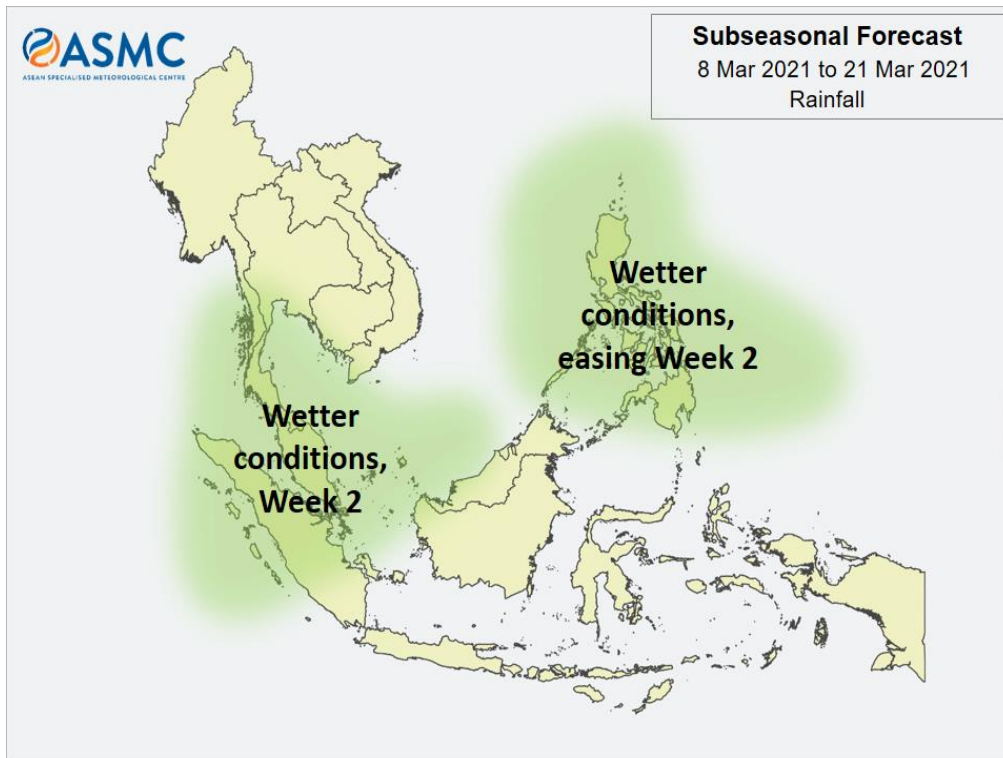 ASMC
ASEAN SPECIALISED METEOROLOGICAL CENTRE
Subseasonal Forecast
8 Mar 2021 to 21 Mar 2021
Rainfall
Wetter
conditions,
easing Week 2
Wetter
conditions,
Week 2